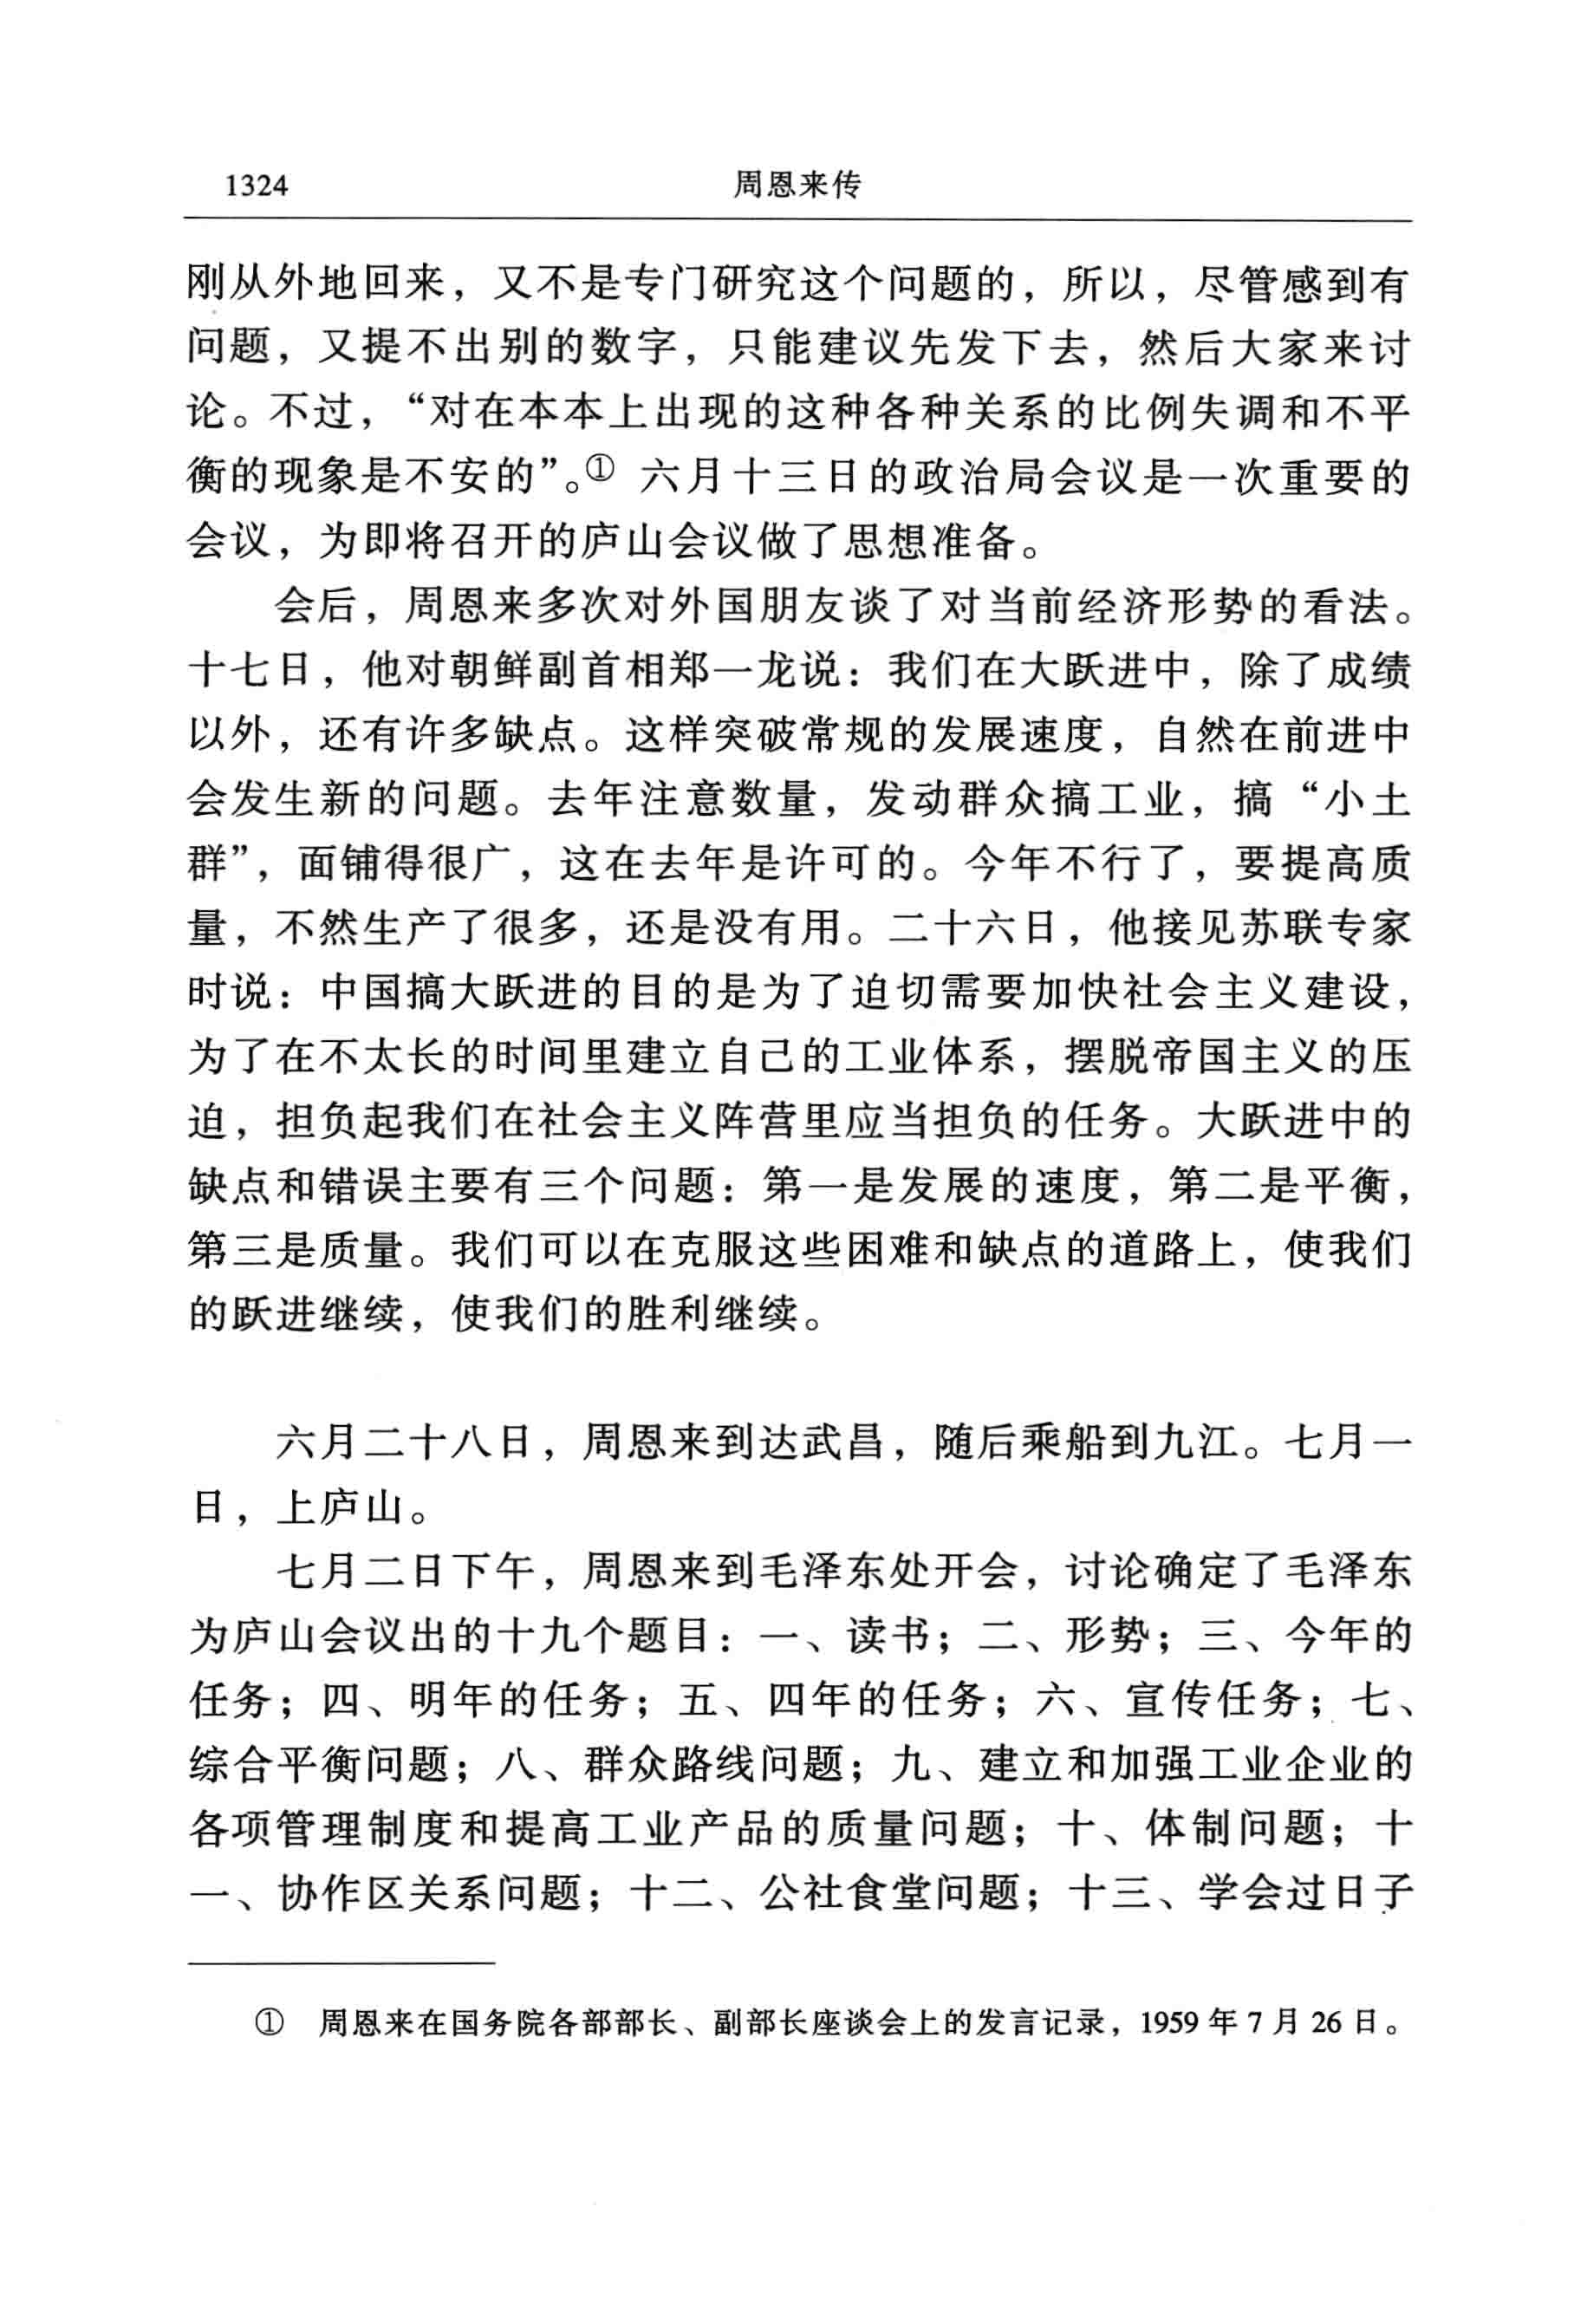 1324 周恩来传
刚从外地回来，又不是专门研究这个问题的，所以，尽管感到有
问题，又提不出别的数字，只能建议先发下去，然后大家来讨
论。不过，“对在本本上出现的这种各种关系的比例失调和不平
衡的现象是不安的”。① 六月十三日的政治局会议是一次重要的
会议，为即将召开的庐山会议做了思想准备。
会后，周恩来多次对外国朋友谈了对当前经济形势的看法。
十七日，他对朝鲜副首相郑一龙说：我们在大跃进中，除了成绩
以外，还有许多缺点。这样突破常规的发展速度，自然在前进中
会发生新的问题。去年注意数量，发动群众搞工业，搞“小土
群”，面铺得很广，这在去年是许可的。今年不行了，要提高质
量，不然生产了很多，还是没有用。二十六日，他接见苏联专家
时说：中国搞大跃进的目的是为了迫切需要加快社会主义建设，
为了在不太长的时间里建立自己的工业体系，摆脱帝国主义的压
迫，担负起我们在社会主义阵营里应当担负的任务。大跃进中的
缺点和错误主要有三个问题：第一是发展的速度，第二是平衡，
第三是质量。我们可以在克服这些困难和缺点的道路上，使我们
的跃进继续，使我们的胜利继续。
六月二十八日，周恩来到达武昌，随后乘船到九江。七月一
日，上庐山。
七月二日下午，周恩来到毛泽东处开会，讨论确定了毛泽东
为庐山会议出的十九个题目：一、读书；二、形势；三、今年的
任务；四、明年的任务；五、四年的任务；六、宣传任务；七、
综合平衡问题；八、群众路线问题；九、建立和加强工业企业的
各项管理制度和提高工业产品的质量问题；十、体制问题；十
一、协作区关系问题；十二、公社食堂问题；十三、学会过日子
① 周恩来在国务院各部部长、副部长座谈会上的发言记录，1959 年 7 月 26 日。